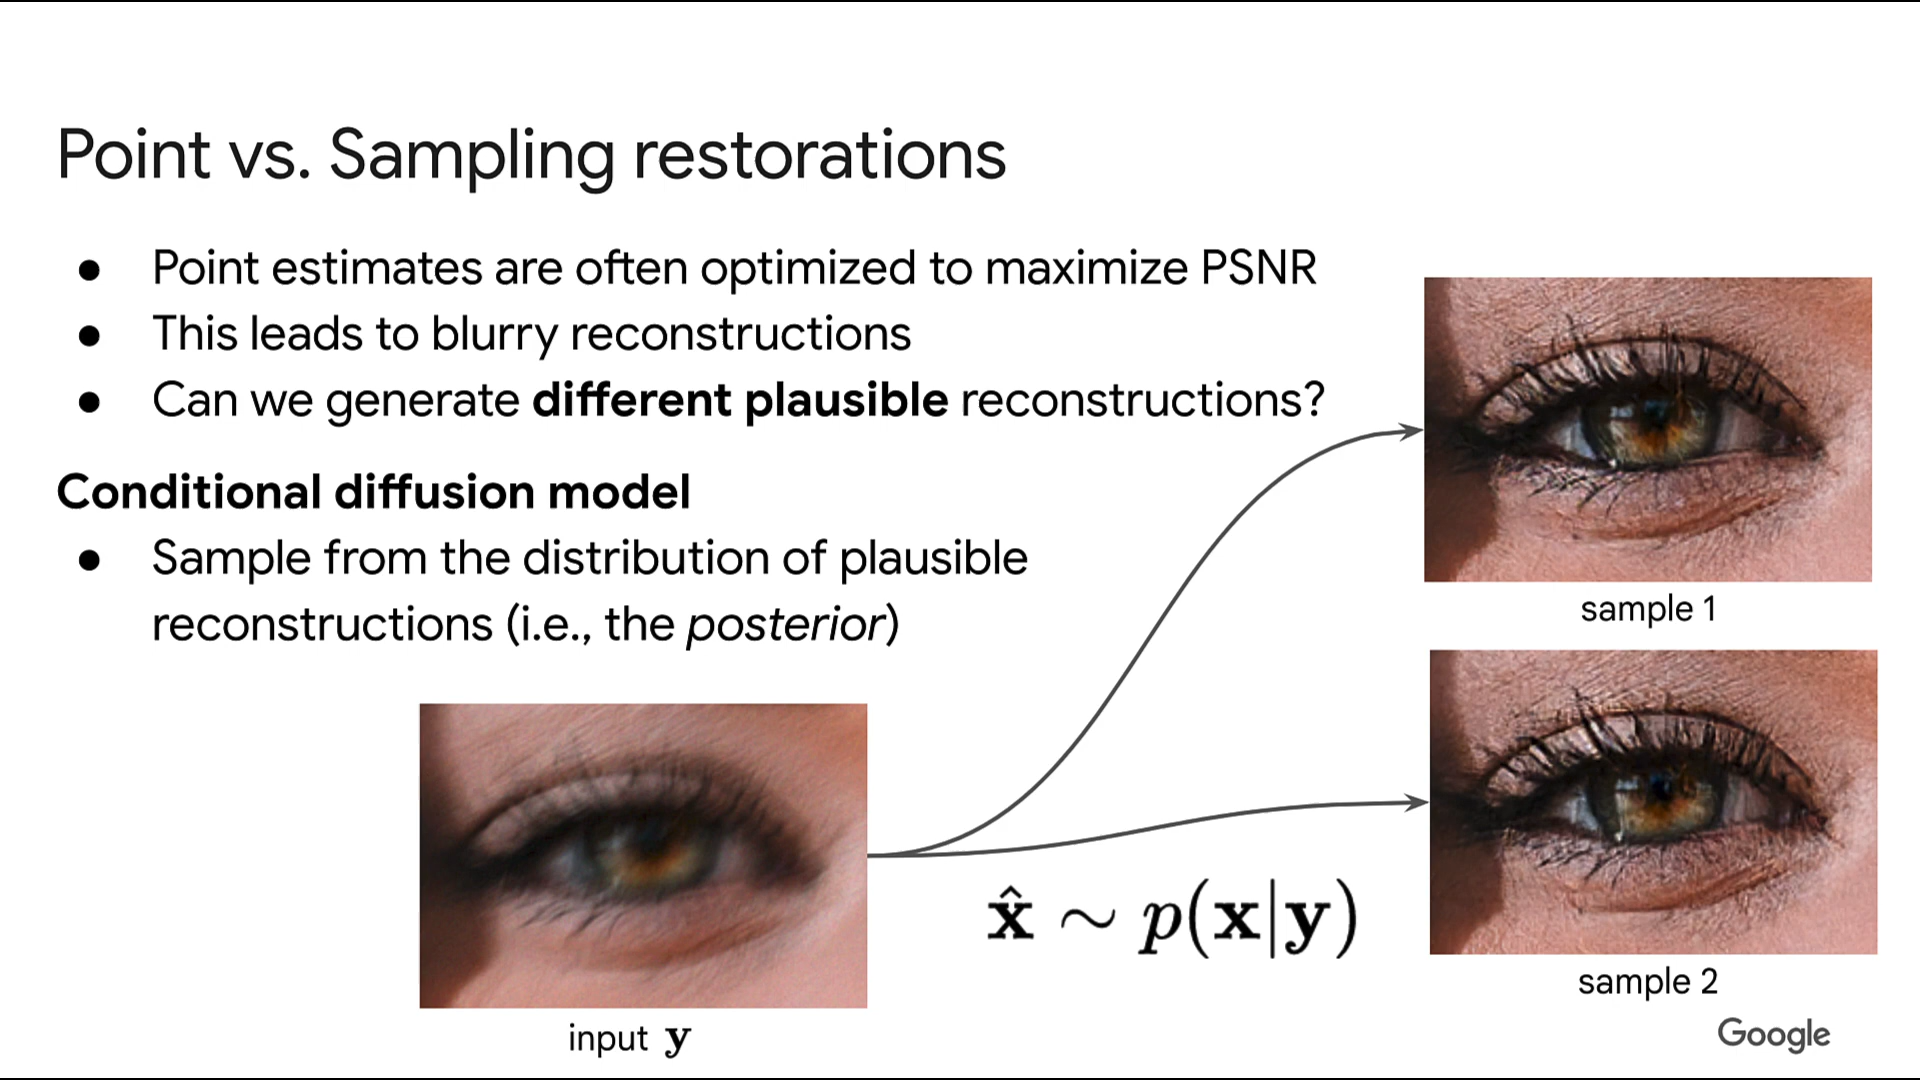 Point vs. Sampling restorations
● Point estimates are often optimized to maximize PSNR
● This leads to blurry reconstructions
● Can we generate different plausible reconstructions?
Conditional diffusion model
● Sample from the distribution of plausible
reconstructions (i.e., the posterior)
sample 1
x̂ ∼ p(x|y)
sample 2
input y
Google